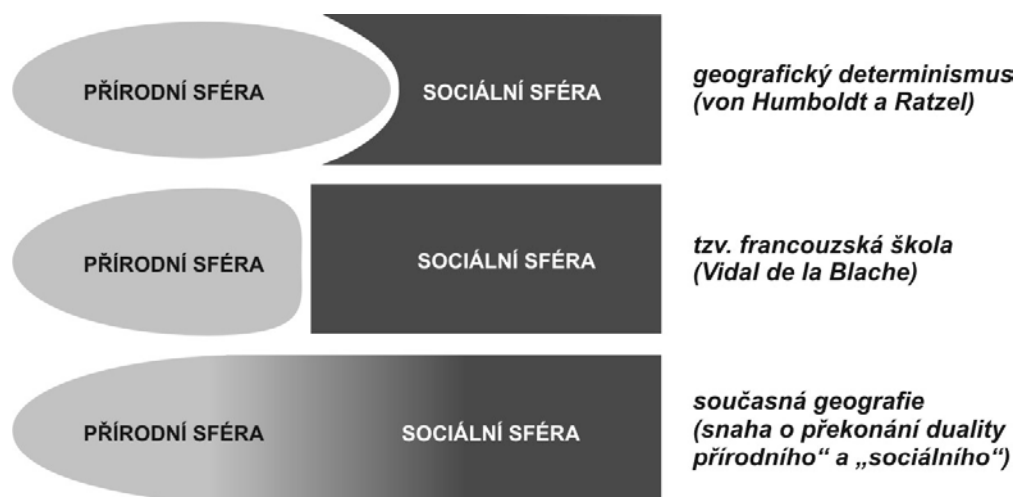 PŘÍRODNÍ SFÉRA
SOCIÁLNÍ SFÉRA
geografický determinismus
(von Humboldt a Ratzel)
PŘÍRODNÍ SFÉRA
SOCIÁLNÍ SFÉRA
tzv. francouzská škola
(Vidal de la Blache)
PŘÍRODNÍ SFÉRA
SOCIÁLNÍ SFÉRA
současná geografie
(snaha o překonání duality
přírodního“ a „sociálního“)